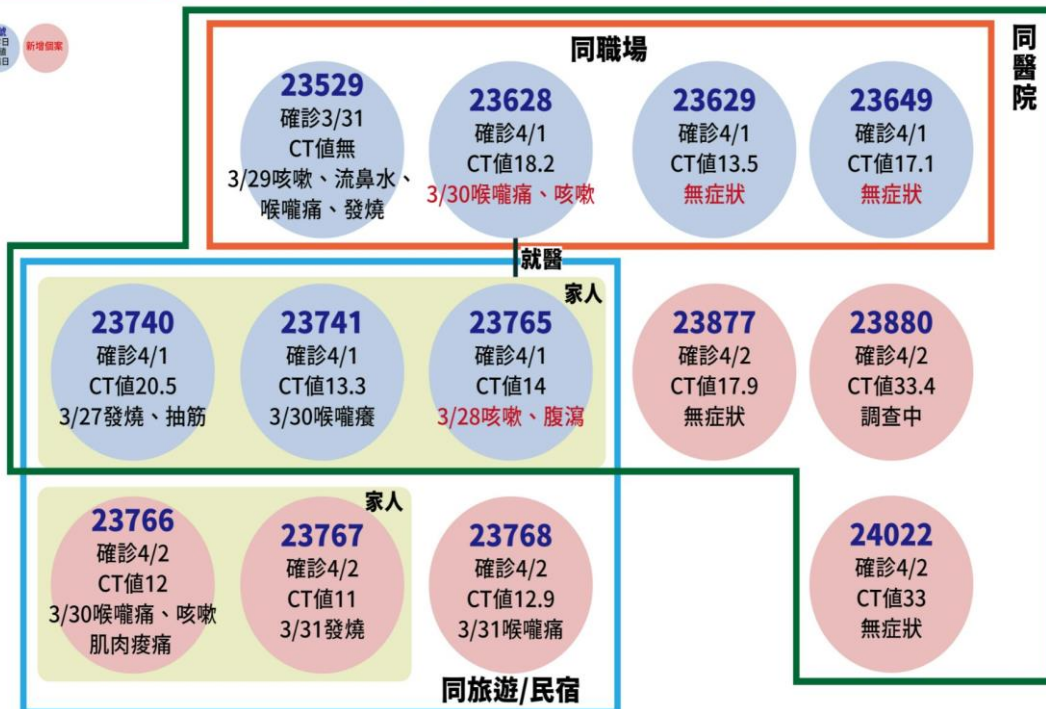 號
日
值
日
新增個案
同醫院
同職場
23529
確診3/31
CT值無
3/29咳嗽、流鼻水、
喉嚨痛、發燒
23628
確診4/1
CT值18.2
3/30喉嚨痛、咳嗽
23629
確診4/1
CT值13.5
無症狀
23649
確診4/1
CT值17.1
無症狀
就醫
家人
23740
確診4/1
CT值20.5
3/27發燒、抽筋
23741
確診4/1
CT值13.3
3/30喉嚨癢
23765
確診4/1
CT值14
3/28咳嗽、腹瀉
23877
確診4/2
CT值17.9
無症狀
23880
確診4/2
CT值33.4
調查中
家人
23766
確診4/2
CT值12
3/30喉嚨痛、咳嗽
肌肉痠痛
23767
確診4/2
CT值11
3/31發燒
23768
確診4/2
CT值12.9
3/31喉嚨痛
24022
確診4/2
CT值33
無症狀
同旅遊/民宿